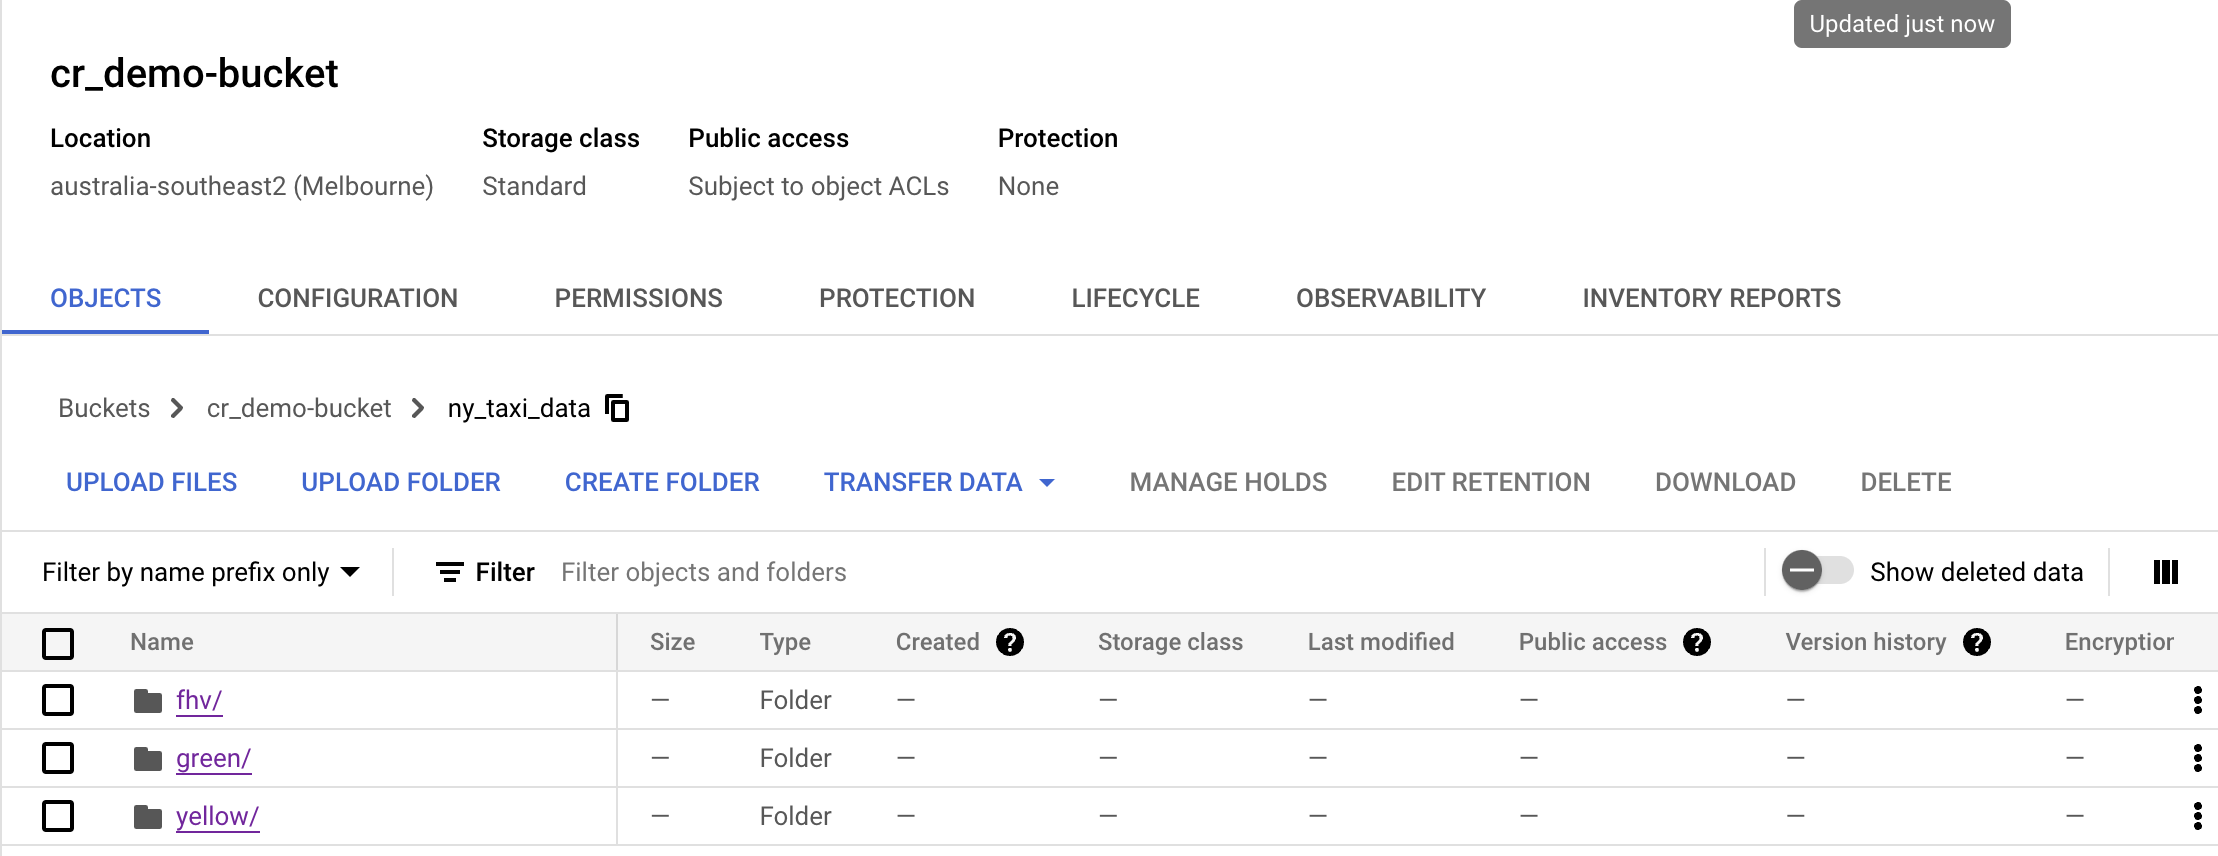 Updated just now
cr_demo-bucket
Location Storage class Public access Protection
australia-southeast2 (Melbourne) Standard Subject to object ACLs None
OBJECTS CONFIGURATION PERMISSIONS PROTECTION LIFECYCLE OBSERVABILITY INVENTORY REPORTS
Buckets > cr_demo-bucket > ny_taxi_data
UPLOAD FILES UPLOAD FOLDER CREATE FOLDER TRANSFER DATA MANAGE HOLDS EDIT RETENTION DOWNLOAD DELETE
Filter by name prefix only Filter Filter objects and folders Show deleted data
Name Size Type Created ? Storage class Last modified Public access ? Version history ? Encryptior
fhv/ — Folder — — — — — —
green/ — Folder — — — — — —
yellow/ — Folder — — — — — —